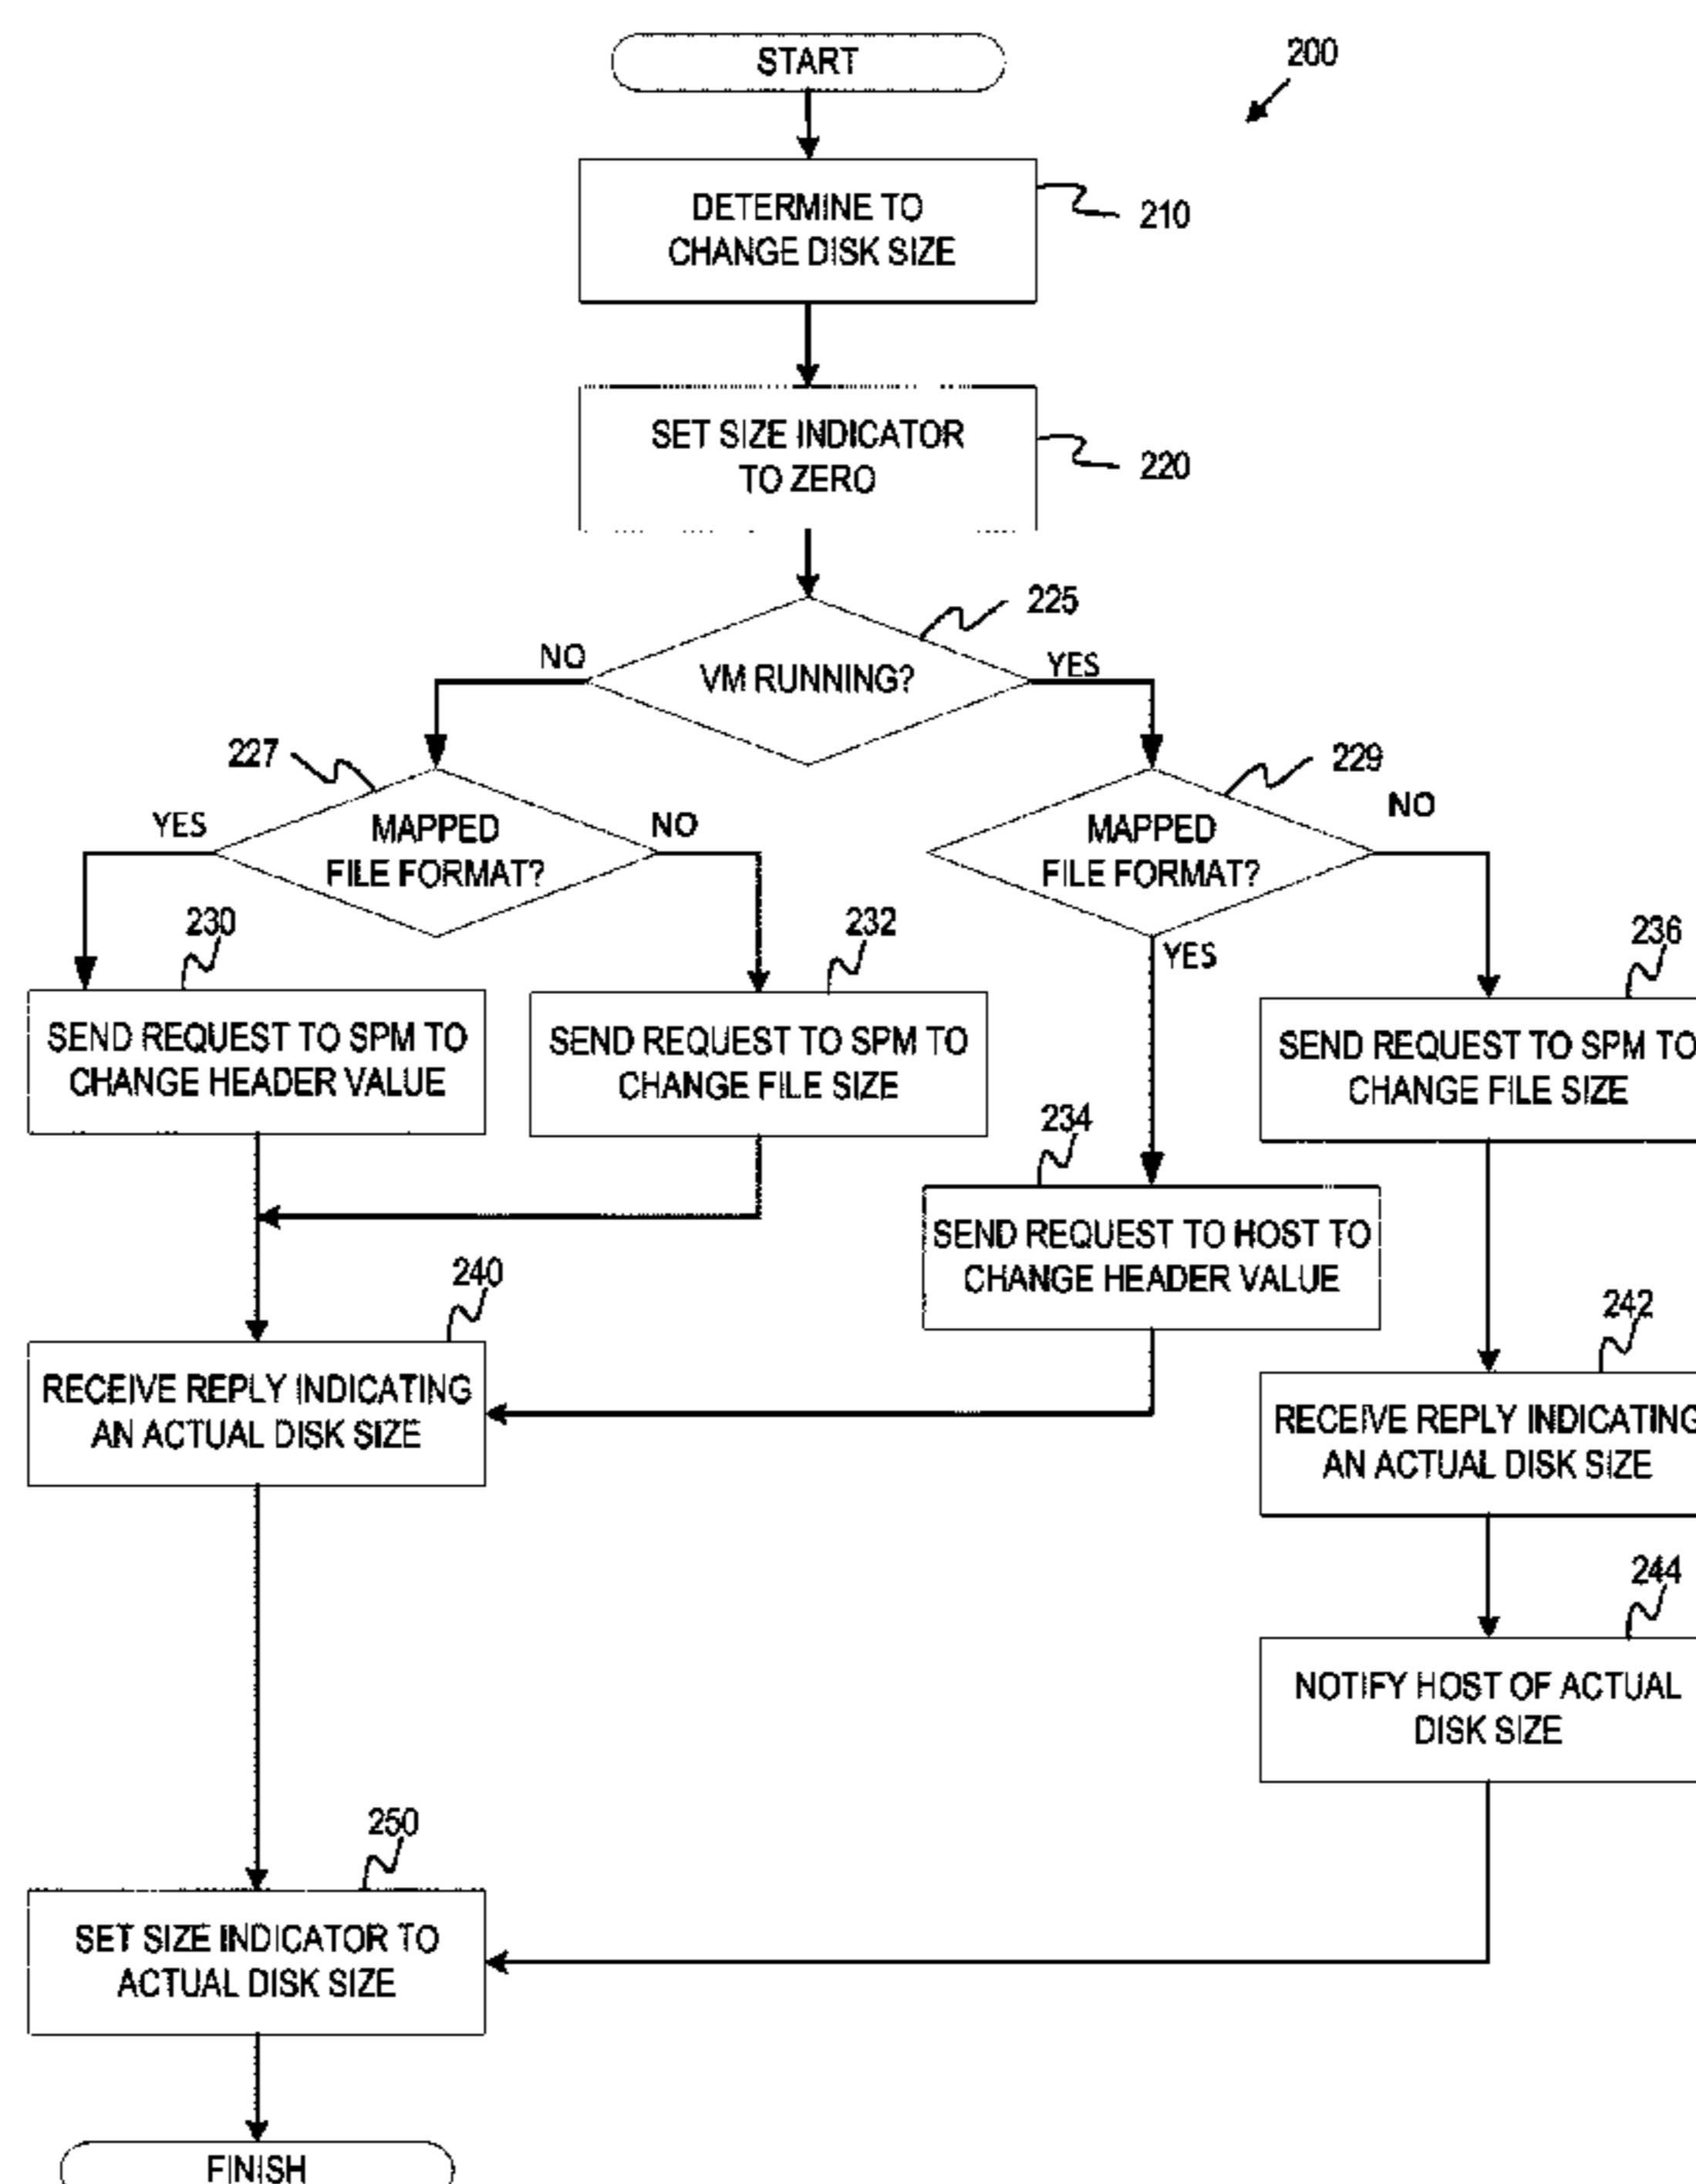 START
200
DETERMINE TO
CHANGE DISK SIZE
210
SET SIZE INDICATOR
TO ZERO
220
225
NO
VM RUNNING?
YES
227
229
YES
MAPPED
FILE FORMAT?
NO
MAPPED
FILE FORMAT?
NO
YES
230
232
236
SEND REQUEST TO SPM TO
CHANGE HEADER VALUE
SEND REQUEST TO SPM TO
CHANGE FILE SIZE
SEND REQUEST TO SPM TO
CHANGE FILE SIZE
234
SEND REQUEST TO HOST TO
CHANGE HEADER VALUE
240
242
RECEIVE REPLY INDICATING
AN ACTUAL DISK SIZE
RECEIVE REPLY INDICATING
AN ACTUAL DISK SIZE
244
NOTIFY HOST OF ACTUAL
DISK SIZE
250
SET SIZE INDICATOR TO
ACTUAL DISK SIZE
FINISH